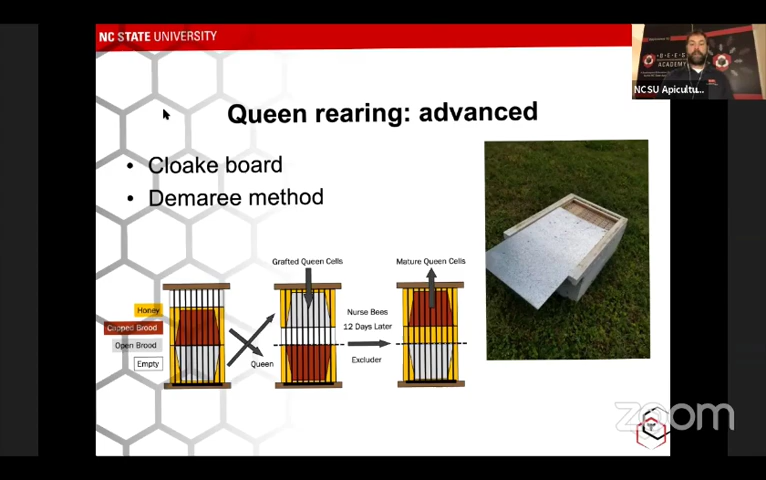 NC STATE UNIVERSITY
B·E·E·S
ACADEMY
NCSU Apicultu...
Queen rearing: advanced
• Cloake board
• Demaree method
Grafted Queen Cells
Mature Queen Cells
Honey
Capped Brood
Open Brood
Empty
Queen
Nurse Bees
12 Days Later
Excluder
zoom